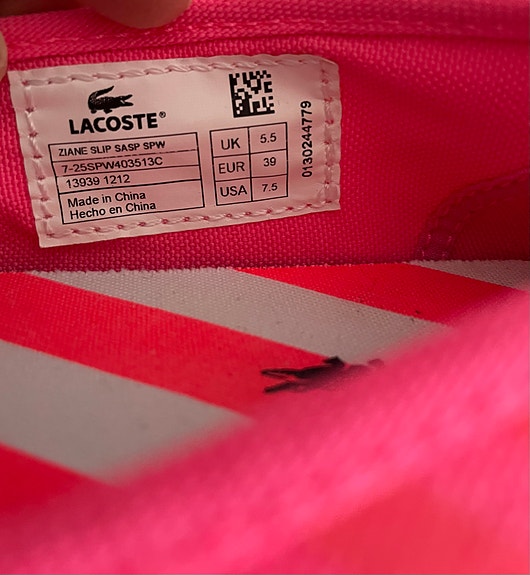 LACOSTE®
ZIANE SLIP SASP SPW
7-25SPW403513C
13939 1212
Made in China
Hecho en China
UK 5.5
EUR 39
USA 7.5
0130244779